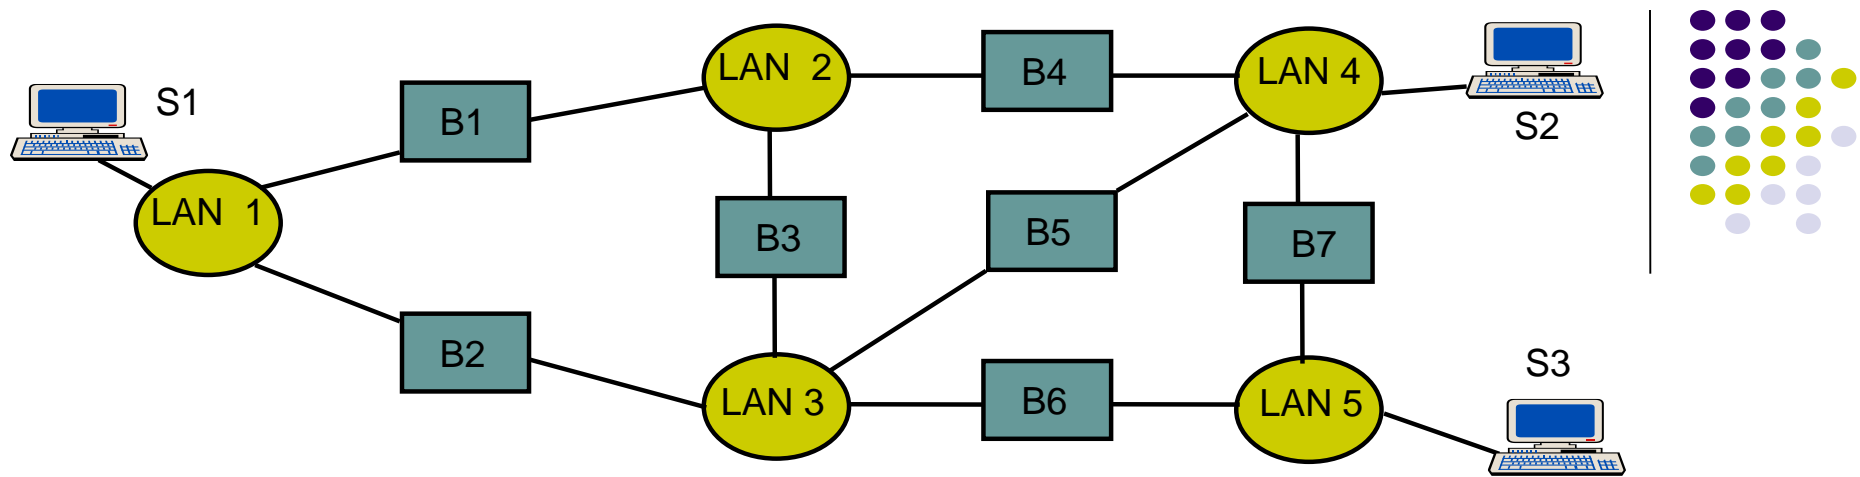 S1
LAN 1
B1
B2
LAN 2
B3
LAN 3
B4
B5
B6
LAN 4
B7
LAN 5
S2
S3